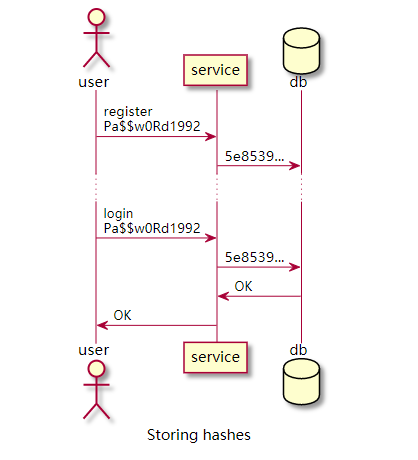 user
service
db
register
Pa$$w0Rd1992
5e8539...
login
Pa$$w0Rd1992
5e8539...
OK
OK
user
service
db
Storing hashes